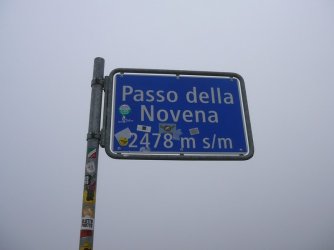 Passo della
Novena
2478 m s/m